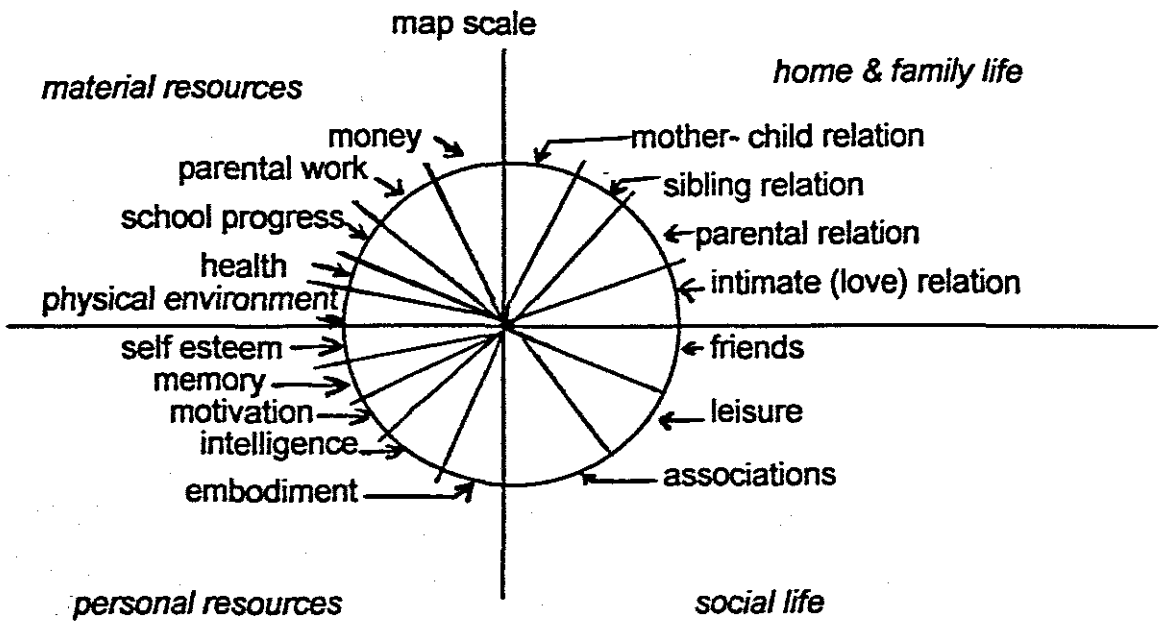 map scale
material resources
home & family life
money
mother- child relation
parental work
sibling relation
school progress
parental relation
health
intimate (love) relation
physical environment
self esteem
friends
memory
motivation
leisure
intelligence
associations
embodiment
personal resources
social life